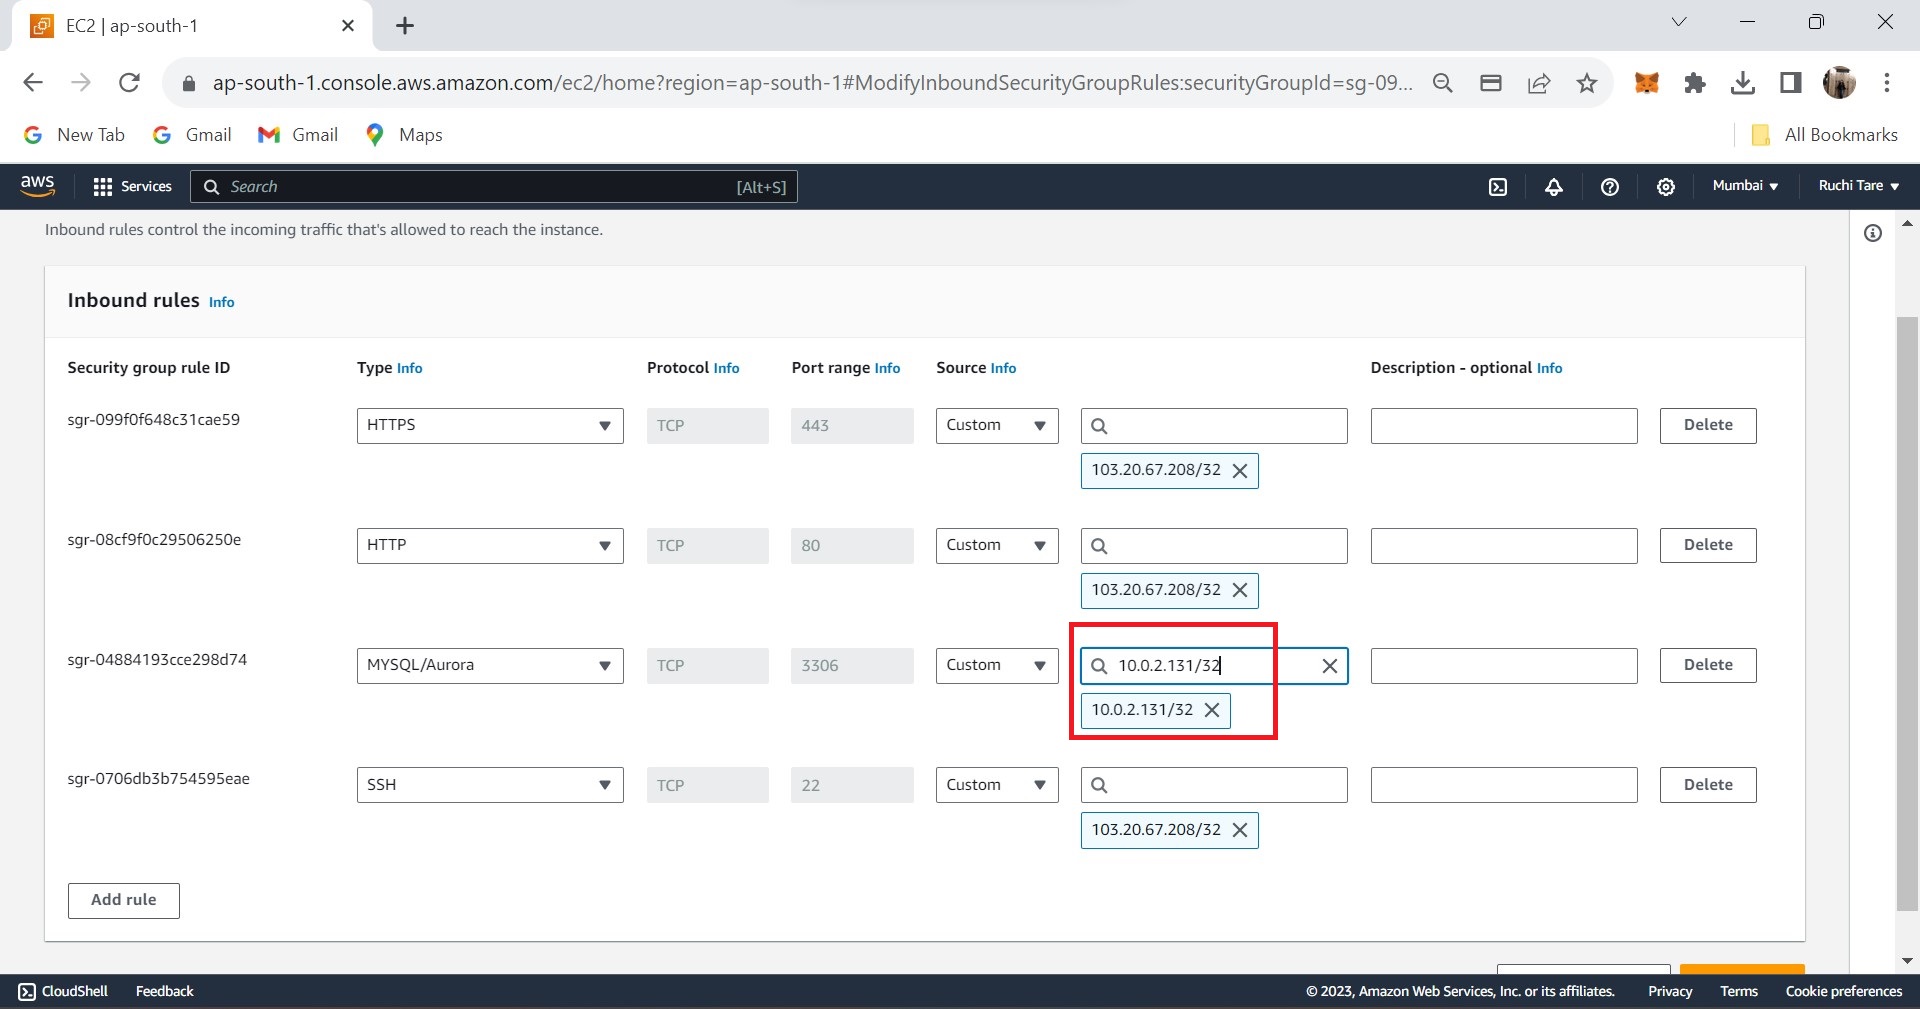 EC2 | ap-south-1
ap-south-1.console.aws.amazon.com/ec2/home?region=ap-south-1#ModifyInboundSecurityGroupRules:securityGroupId=sg-09...
New Tab Gmail Gmail Maps All Bookmarks
aws Services Search [Alt+S] Mumbai Ruchi Tare
Inbound rules control the incoming traffic that's allowed to reach the instance.
Inbound rules Info
Security group rule ID Type Info Protocol Info Port range Info Source Info Description - optional Info
sgr-099f0f648c31cae59 HTTPS TCP 443 Custom Delete
103.20.67.208/32
sgr-08cf9f0c29506250e HTTP TCP 80 Custom Delete
103.20.67.208/32
sgr-04884193cce298d74 MYSQL/Aurora TCP 3306 Custom 10.0.2.131/32 Delete
10.0.2.131/32
sgr-0706db3b754595eae SSH TCP 22 Custom Delete
103.20.67.208/32
Add rule
CloudShell Feedback © 2023, Amazon Web Services, Inc. or its affiliates. Privacy Terms Cookie preferences